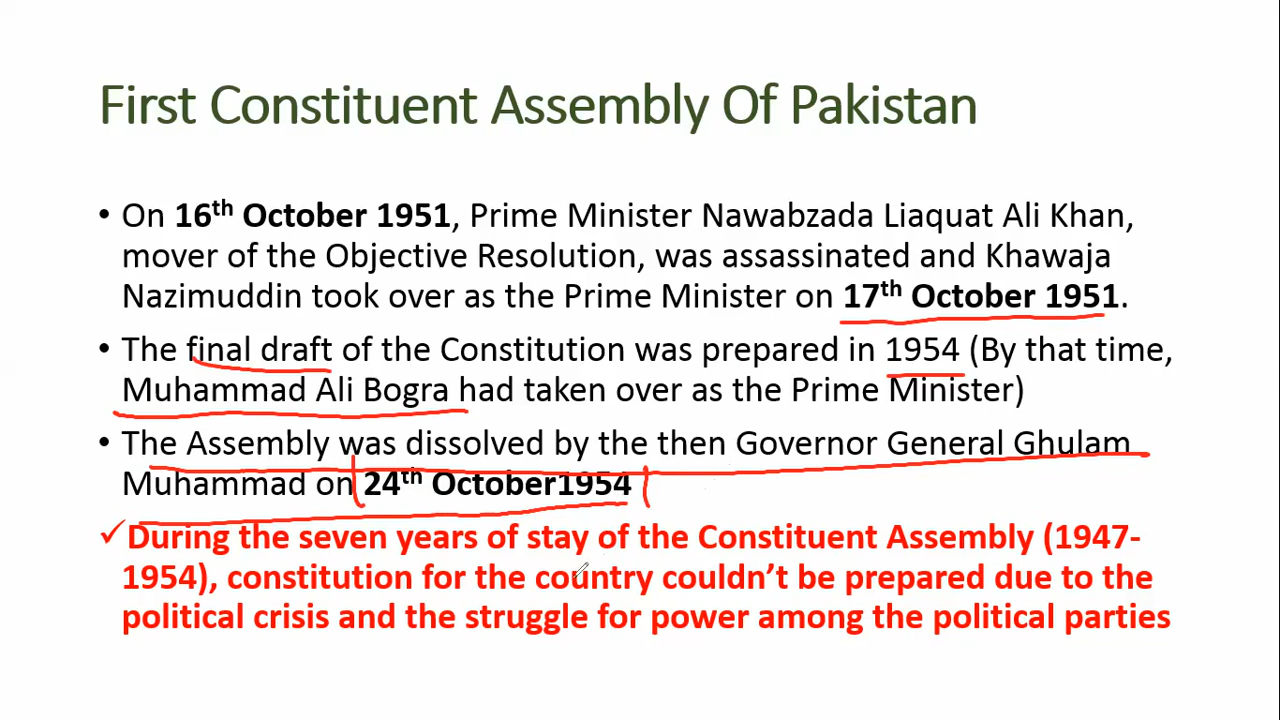 First Constituent Assembly Of Pakistan
• On 16th October 1951, Prime Minister Nawabzada Liaquat Ali Khan,
mover of the Objective Resolution, was assassinated and Khawaja
Nazimuddin took over as the Prime Minister on 17th October 1951.
• The final draft of the Constitution was prepared in 1954 (By that time,
Muhammad Ali Bogra had taken over as the Prime Minister)
• The Assembly was dissolved by the then Governor General Ghulam
Muhammad on 24th October1954
✓During the seven years of stay of the Constituent Assembly (1947-
1954), constitution for the country couldn't be prepared due to the
political crisis and the struggle for power among the political parties